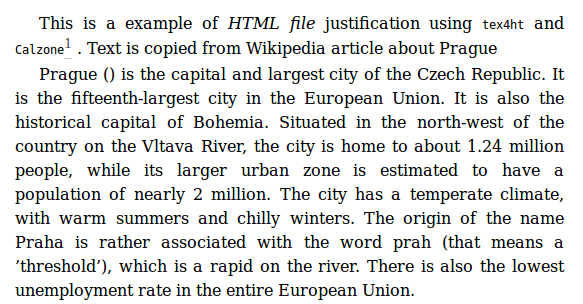 This is a example of HTML file justification using tex4ht and
Calzone1 . Text is copied from Wikipedia article about Prague
Prague () is the capital and largest city of the Czech Republic. It
is the fifteenth-largest city in the European Union. It is also the
historical capital of Bohemia. Situated in the north-west of the
country on the Vltava River, the city is home to about 1.24 million
people, while its larger urban zone is estimated to have a
population of nearly 2 million. The city has a temperate climate,
with warm summers and chilly winters. The origin of the name
Praha is rather associated with the word prah (that means a
’threshold’), which is a rapid on the river. There is also the lowest
unemployment rate in the entire European Union.